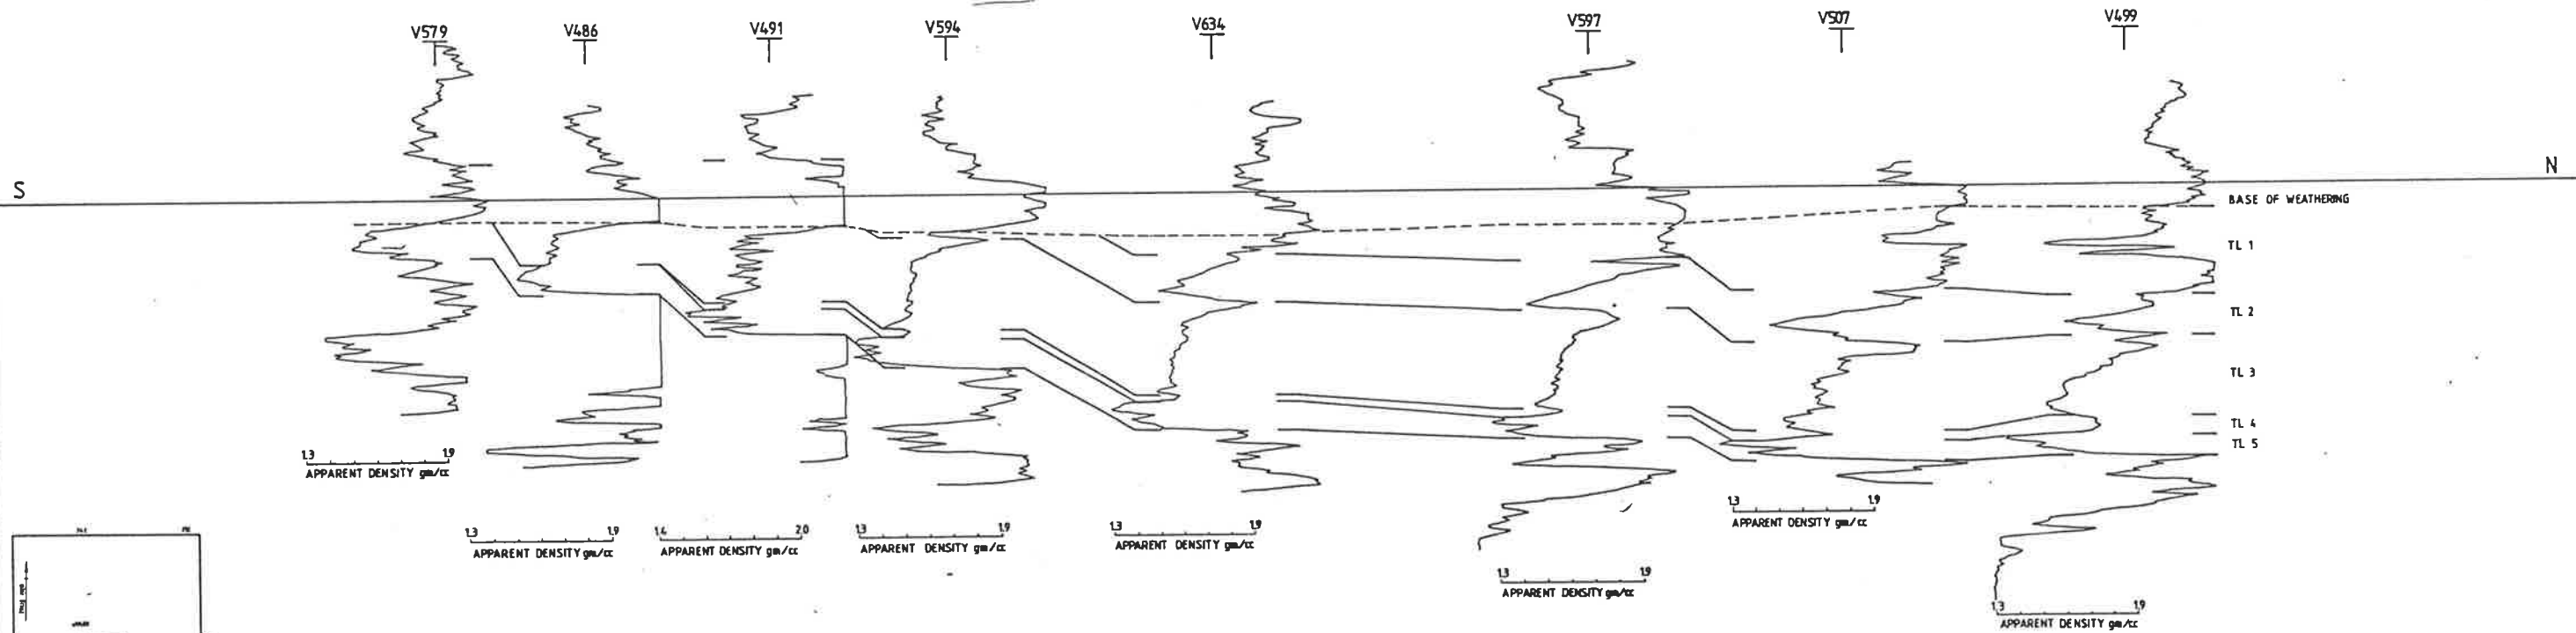 V579 V486 V491 V594 V634 V597 V507 V499
S N
BASE OF WEATHERING
TL 1
TL 2
TL 3
TL 4
TL 5
1.3 1.9
APPARENT DENSITY gm/cc
1.3 1.9
APPARENT DENSITY gm/cc
1.4 2.0
APPARENT DENSITY gm/cc
1.3 1.9
APPARENT DENSITY gm/cc
1.3 1.9
APPARENT DENSITY gm/cc
1.3 1.9
APPARENT DENSITY gm/cc
1.3 1.9
APPARENT DENSITY gm/cc
1.3 1.9
APPARENT DENSITY gm/cc